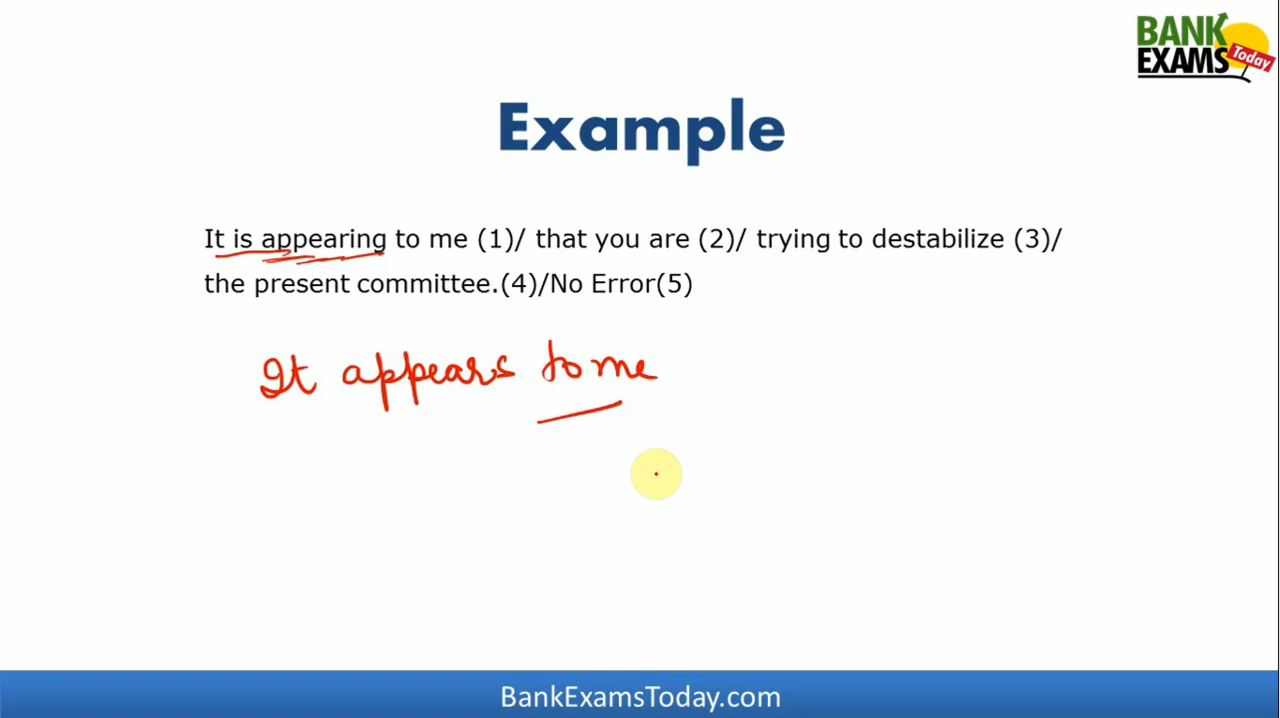 BANK
EXAMS Today
Example
It is appearing to me (1)/ that you are (2)/ trying to destabilize (3)/
the present committee.(4)/No Error(5)
It appears to me
BankExamsToday.com